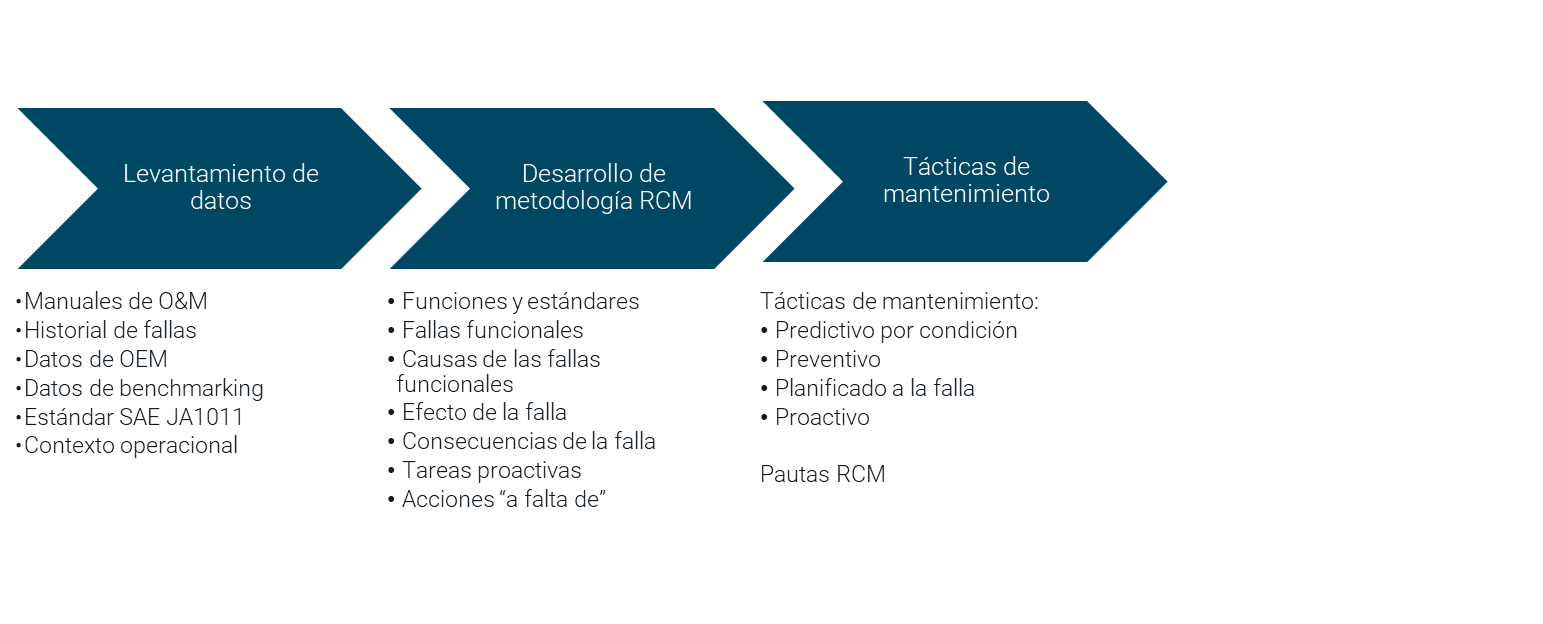 Levantamiento de
datos
•Manuales de O&M
•Historial de fallas
•Datos de OEM
•Datos de benchmarking
•Estándar SAE JA1011
•Contexto operacional
Desarrollo de
metodología RCM
• Funciones y estándares
• Fallas funcionales
• Causas de las fallas
funcionales
• Efecto de la falla
• Consecuencias de la falla
• Tareas proactivas
• Acciones “a falta de”
Tácticas de
mantenimiento
Tácticas de mantenimiento:
• Predictivo por condición
• Preventivo
• Planificado a la falla
• Proactivo
Pautas RCM